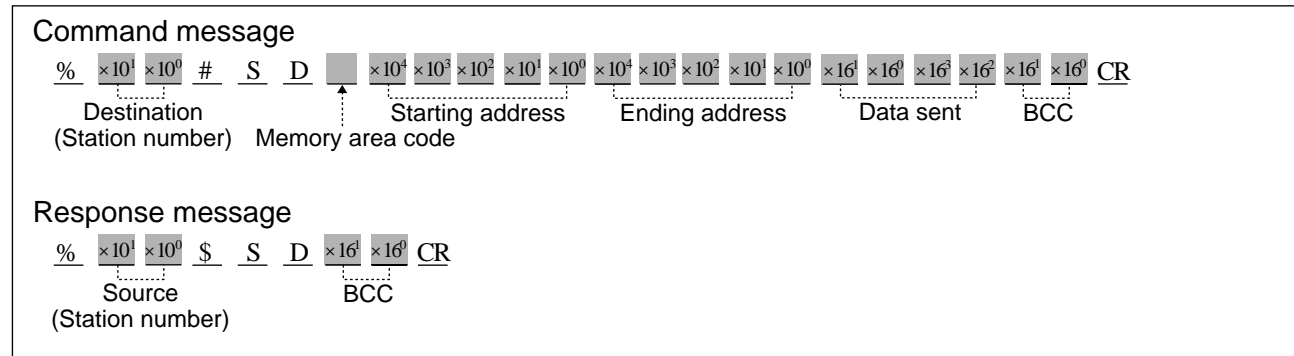 Command message
% ×10¹ ×10⁰ # S D ×10⁴ ×10³ ×10² ×10¹ ×10⁰ ×10⁴ ×10³ ×10² ×10¹ ×10⁰ ×16¹ ×16⁰ ×16³ ×16² ×16¹ ×16⁰ CR
Destination Starting address Ending address Data sent BCC
(Station number) Memory area code
Response message
% ×10¹ ×10⁰ $ S D ×16¹ ×16⁰ CR
Source BCC
(Station number)